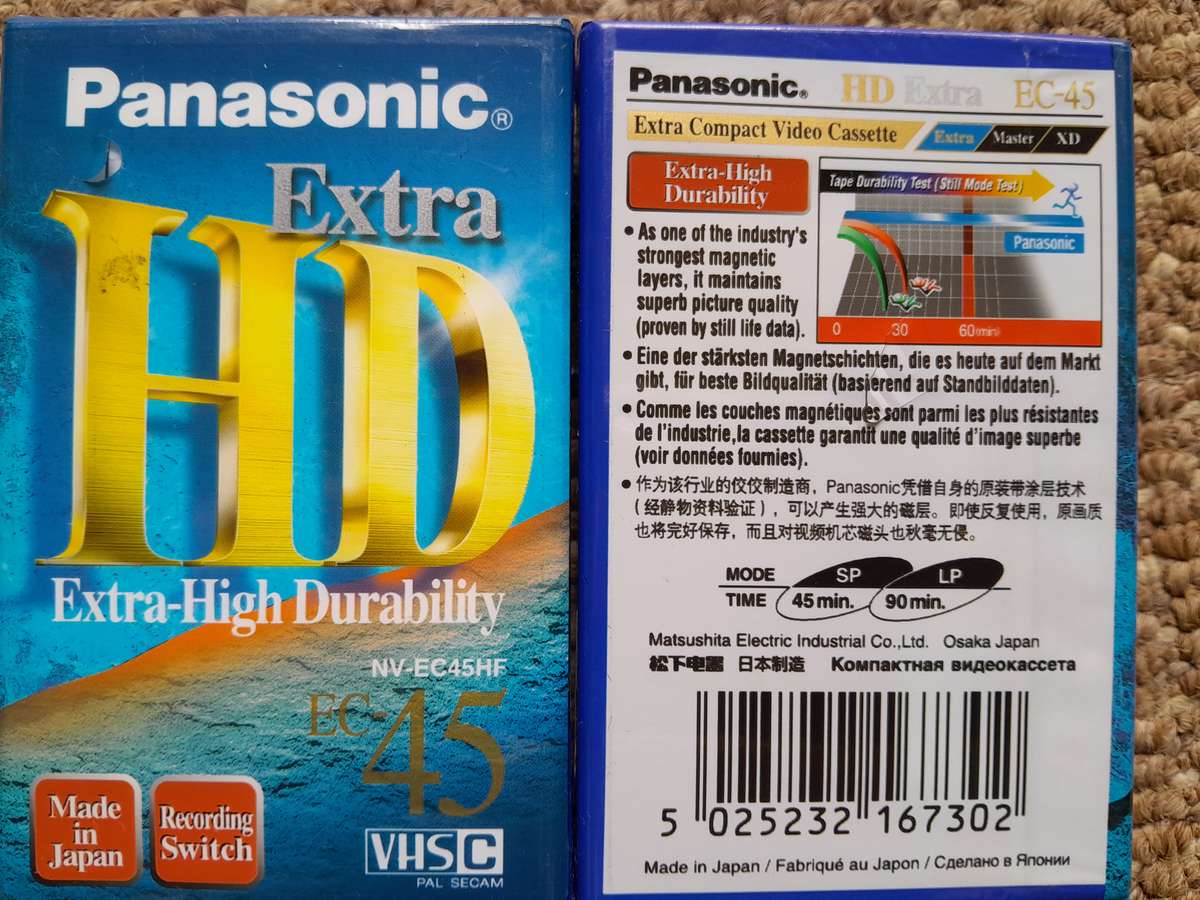 Panasonic®
Extra
HD
Extra-High Durability
NV-EC45HF
EC-45
Made
in
Japan
Recording
Switch
VHS C
PAL SECAM
Panasonic® HD Extra EC-45
Extra Compact Video Cassette Extra Master XD
Extra-High
Durability
Tape Durability Test (Still Mode Test)
Panasonic
0 30 60(min)
• As one of the industry's
strongest magnetic
layers, it maintains
superb picture quality
(proven by still life data).
• Eine der stärksten Magnetschichten, die es heute auf dem Markt
gibt, für beste Bildqualität (basierend auf Standbilddaten).
• Comme les couches magnétiques sont parmi les plus résistantes
de l'industrie,la cassette garantit une qualité d'image superbe
(voir données fournies).
• 作为该行业的佼佼制造商，Panasonic凭借自身的原装带涂层技术
（经静物资料验证），可以产生强大的磁层。即使反复使用，原画质
也将完好保存，而且对视频机芯磁头也秋毫无侵。
MODE SP LP
TIME 45 min. 90 min.
Matsushita Electric Industrial Co.,Ltd. Osaka Japan
松下电器 日本制造 Компактная видеокассета
5 025232 167302
Made in Japan / Fabriqué au Japon / Сделано в Японии